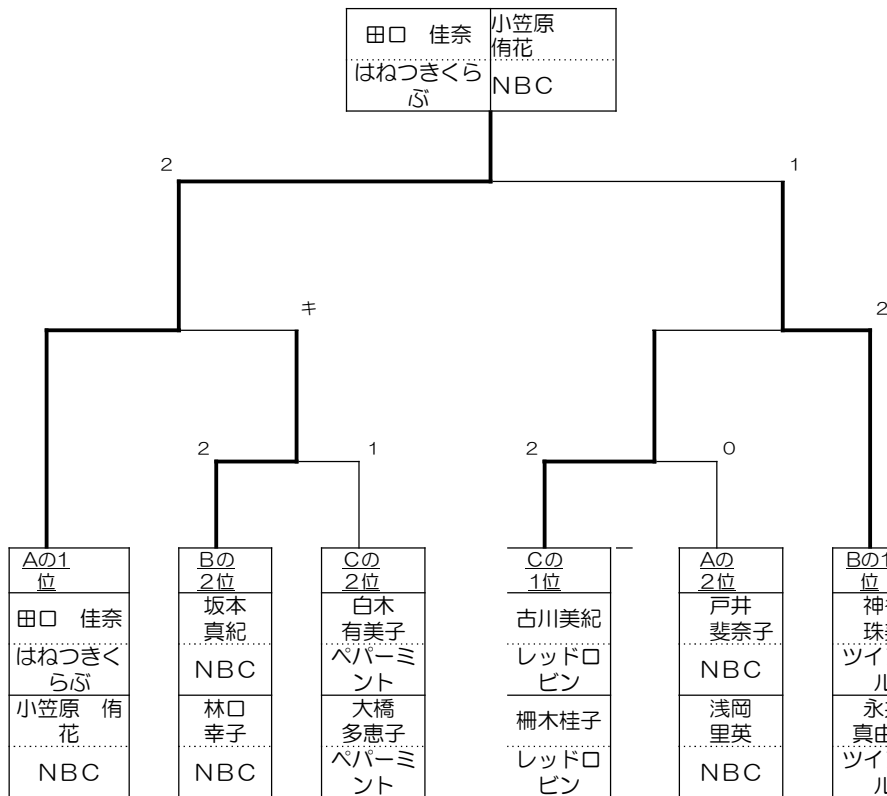 田口　佳奈
小笠原
侑花
はねつきくら
ぶ
NBC
2
1
キ
2
2
1
2
0
Aの1
位
田口　佳奈
はねつきく
らぶ
小笠原　侑
花
NBC
Bの
2位
坂本
真紀
NBC
林口
幸子
NBC
Cの
2位
白木
有美子
ペパーミ
ント
大橋
多恵子
ペパーミ
ント
Cの
1位
古川美紀
レッドロ
ビン
柵木桂子
レッドロ
ビン
Aの
2位
戸井
斐奈子
NBC
浅岡
里英
NBC
Bの1
位